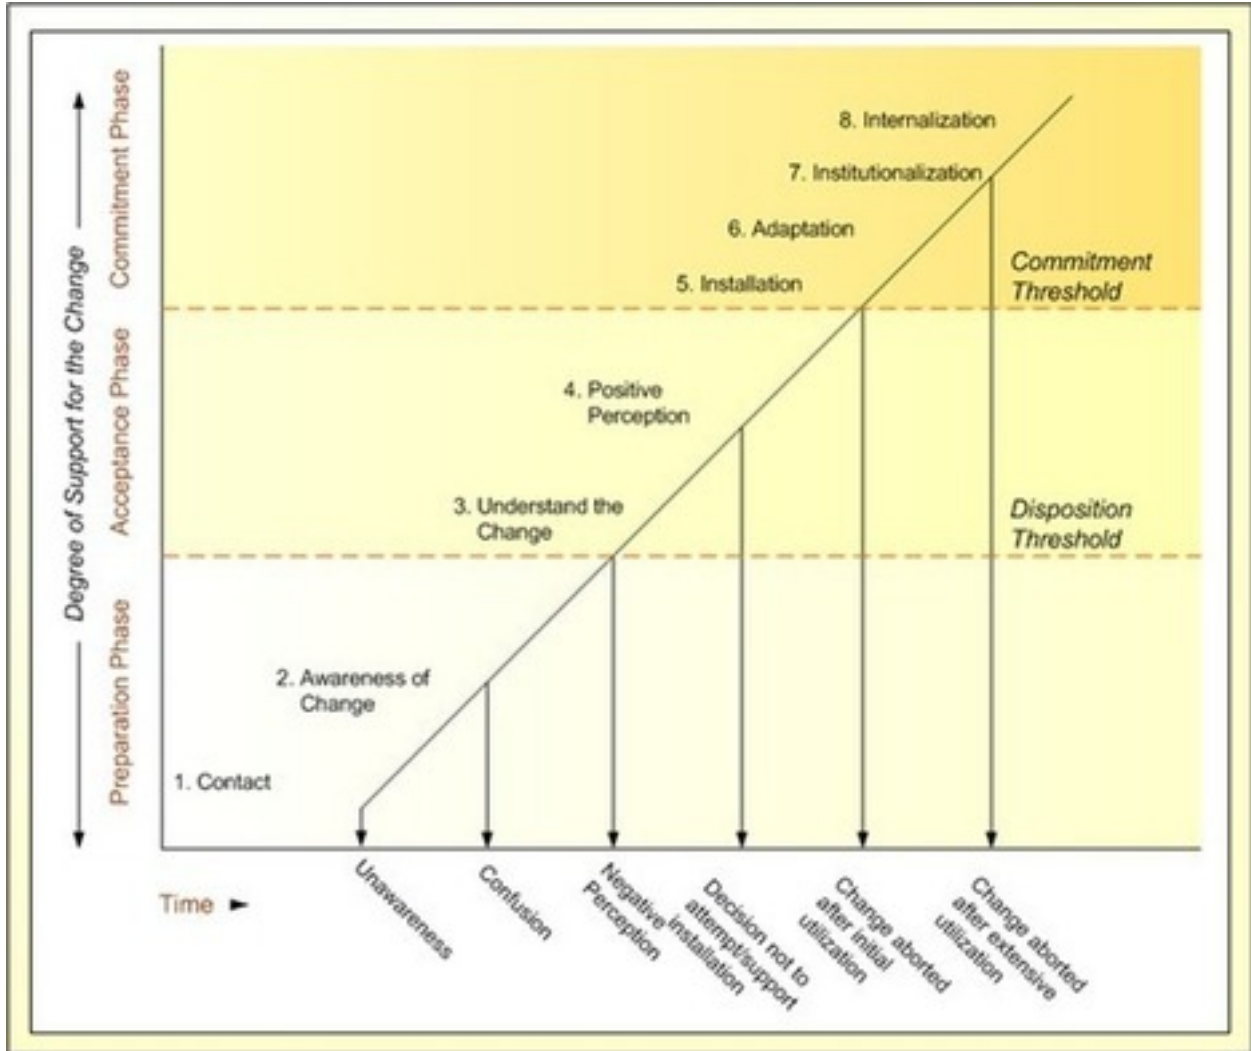 Degree of Support for the Change
Commitment Phase
Acceptance Phase
Preparation Phase
8. Internalization
7. Institutionalization
6. Adaptation
5. Installation
Commitment
Threshold
4. Positive
Perception
3. Understand the
Change
Disposition
Threshold
2. Awareness of
Change
1. Contact
Time
Unawareness
Confusion
Negative
Perception
Decision not to
attempt/support
installation
Change aborted
after initial
utilization
Change aborted
after extensive
utilization